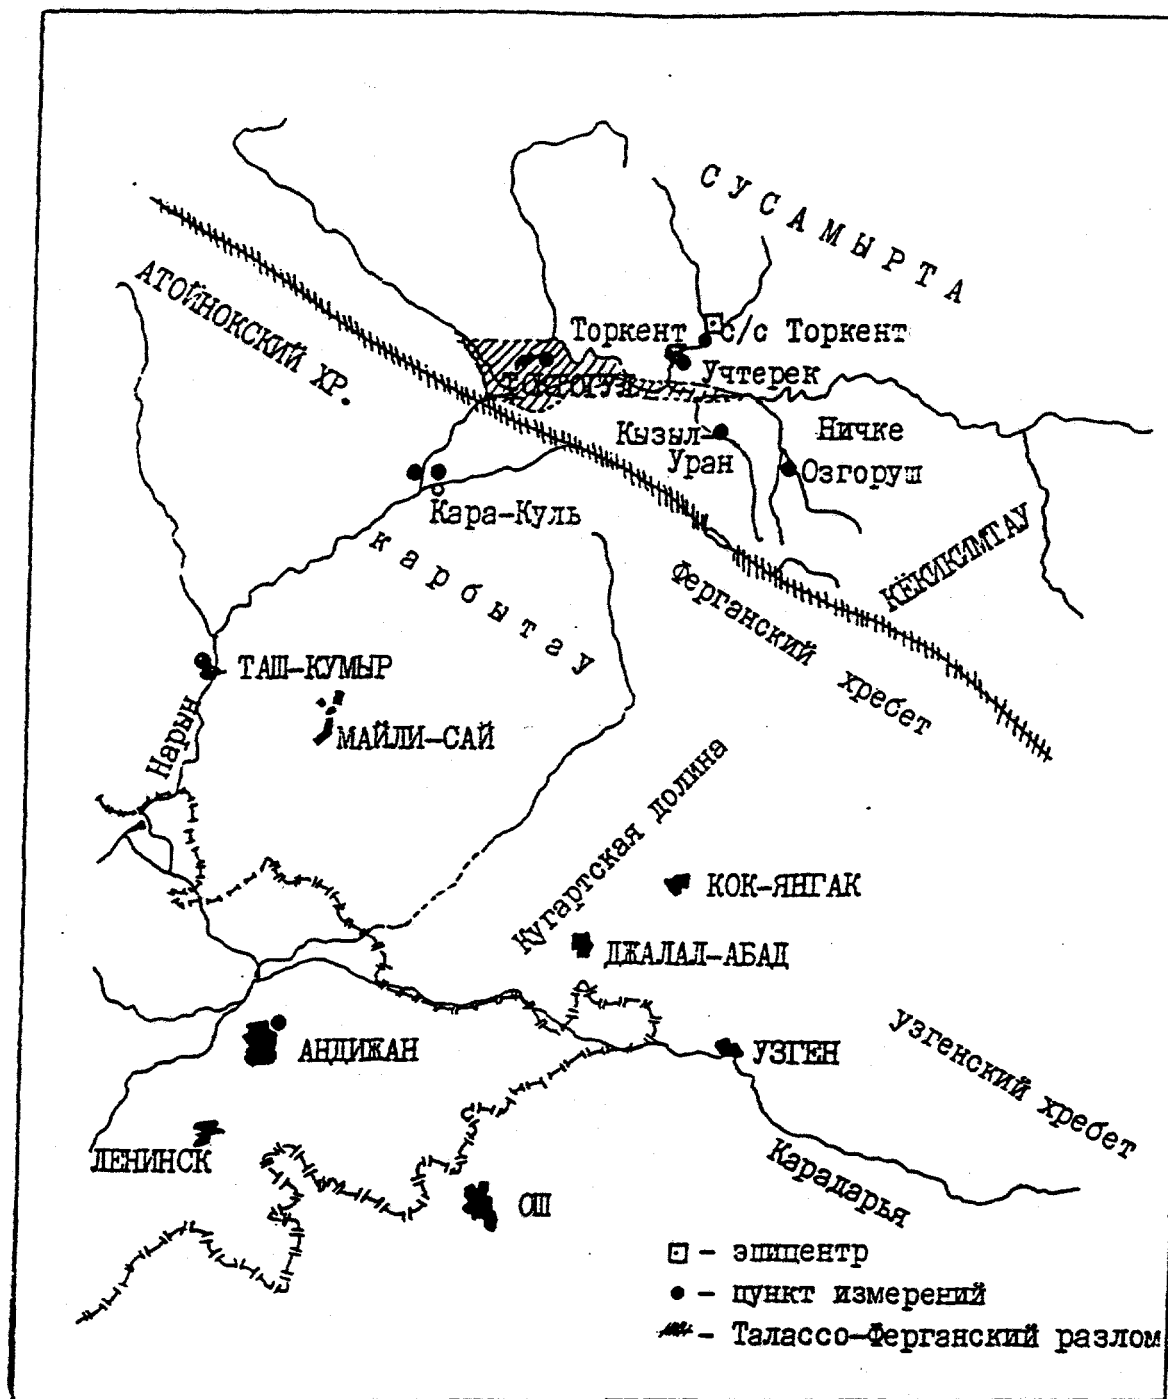 СУСАМЫРТА
АТОЙНОКСКИЙ ХР.
Торкент
с/с Торкент
Учтерек
ТОКТОГУЛ
Кызыл-
Уран
Ничке
Озгоруш
Кара-Куль
карбытау
КЁКИКИМТАУ
Ферганский хребет
ТАШ-КУМЫР
МАЙЛИ-САЙ
Нарын
Кугартская долина
КОК-ЯНГАК
ДЖАЛАЛ-АБАД
АНДИЖАН
УЗГЕН
узгенский хребет
ЛЕНИНСК
ОШ
Карадарья
- эпицентр
- пункт измерений
- Талассо-Ферганский разлом